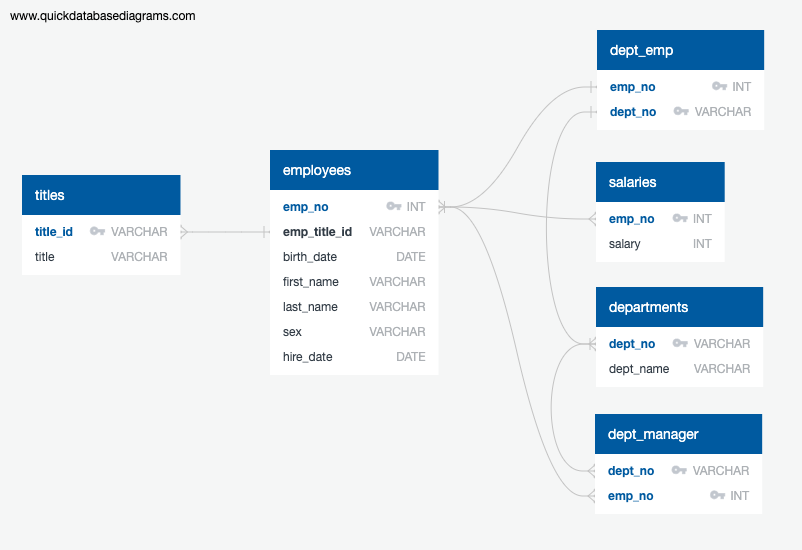 www.quickdatabasediagrams.com
titles
title_id VARCHAR
title VARCHAR
employees
emp_no INT
emp_title_id VARCHAR
birth_date DATE
first_name VARCHAR
last_name VARCHAR
sex VARCHAR
hire_date DATE
dept_emp
emp_no INT
dept_no VARCHAR
salaries
emp_no INT
salary INT
departments
dept_no VARCHAR
dept_name VARCHAR
dept_manager
dept_no VARCHAR
emp_no INT